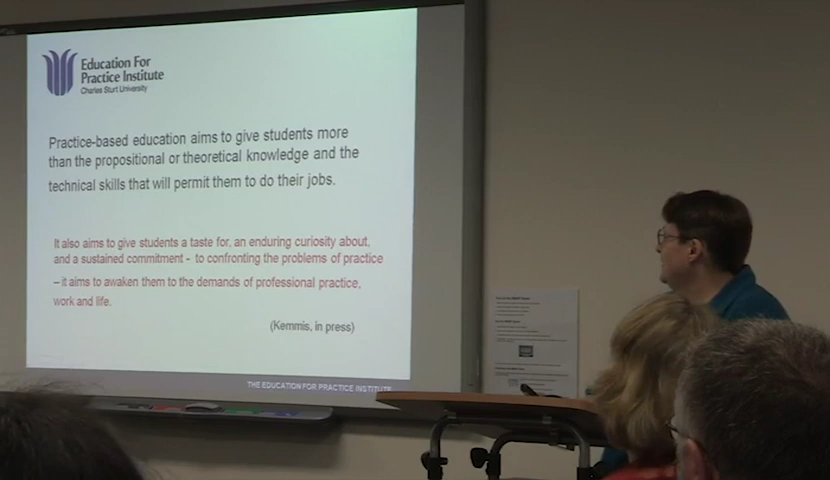 Education For
Practice Institute
Charles Sturt University
Practice-based education aims to give students more
than the propositional or theoretical knowledge and the
technical skills that will permit them to do their jobs.
It also aims to give students a taste for, an enduring curiosity about,
and a sustained commitment - to confronting the problems of practice
– it aims to awaken them to the demands of professional practice,
work and life.
(Kemmis, in press)
THE EDUCATION FOR PRACTICE INSTITUTE